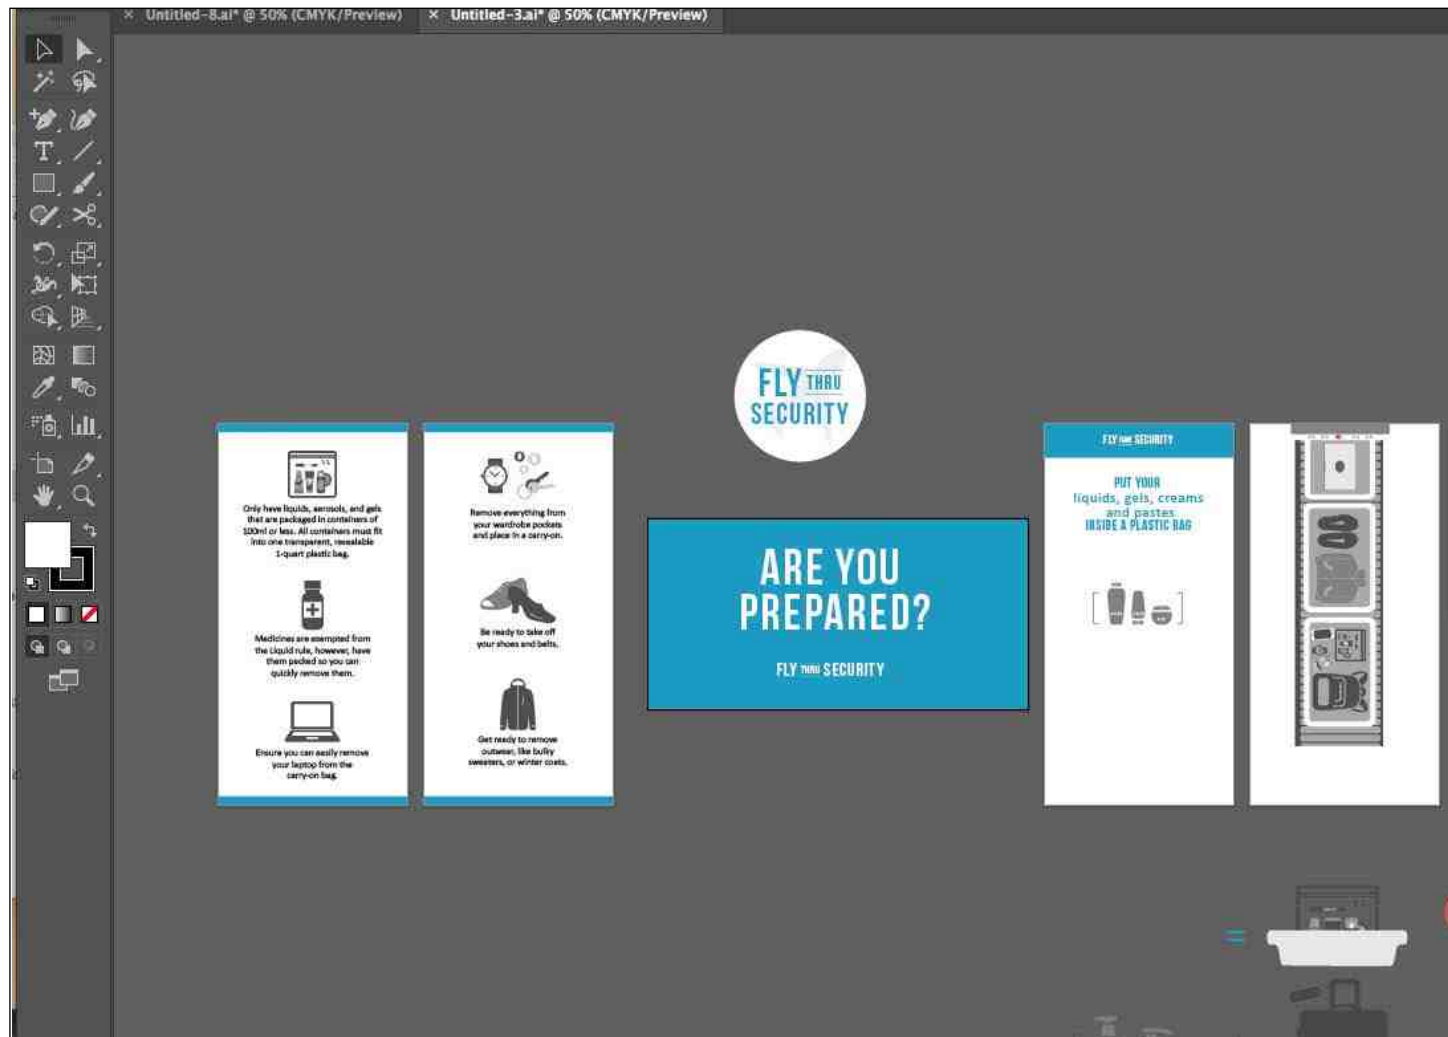 × Untitled-8.ai* @ 50% (CMYK/Preview)
× Untitled-3.ai* @ 50% (CMYK/Preview)
FLY THRU
SECURITY
Only have liquids, aerosols, and gels
that are packaged in containers of
100ml or less. All containers must fit
into one transparent, resealable
1-quart plastic bag.
Medicines are exempted from
the Liquid rule, however, have
them packed so you can
quickly remove them.
Ensure you can easily remove
your laptop from the
carry-on bag.
Remove everything from
your wardrobe pockets
and place in a carry-on.
Be ready to take off
your shoes and belts.
Get ready to remove
outwear, like bulky
sweaters, or winter coats.
ARE YOU
PREPARED?
FLY THRU SECURITY
FLY THRU SECURITY
PUT YOUR
liquids, gels, creams
and pastes
INSIDE A PLASTIC BAG
=